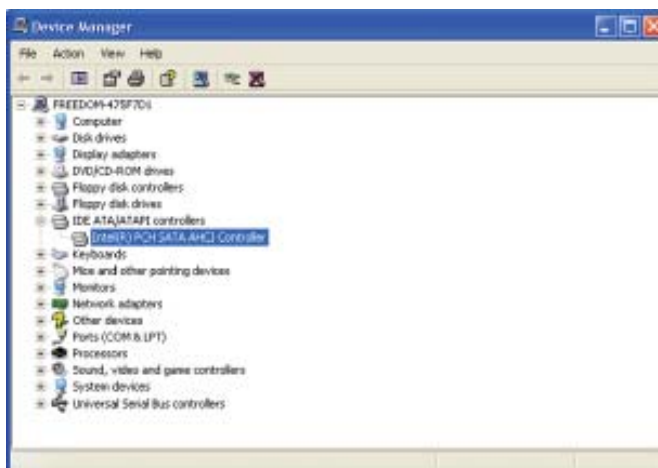 Device Manager
File Action View Help
FREEDOM-475F7D1
Computer
Disk drives
Display adapters
DVD/CD-ROM drives
Floppy disk controllers
Floppy disk drives
IDE ATA/ATAPI controllers
Intel(R) PCH SATA AHCI Controller
Keyboards
Mice and other pointing devices
Monitors
Network adapters
Other devices
Ports (COM & LPT)
Processors
Sound, video and game controllers
System devices
Universal Serial Bus controllers